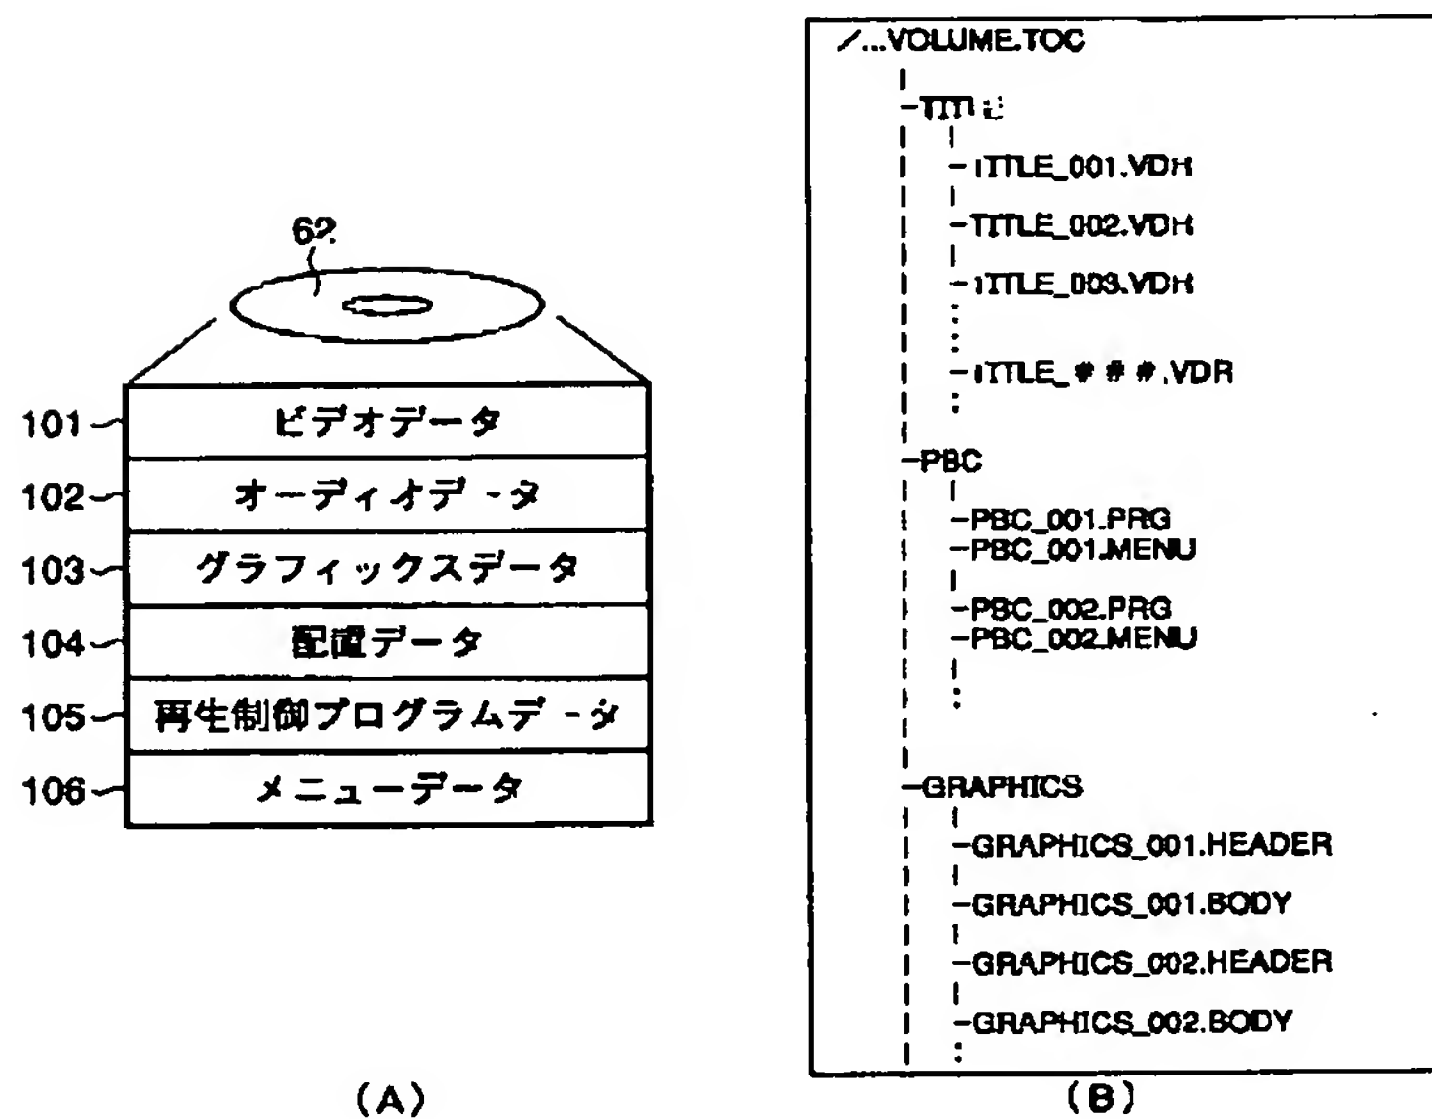 62
101 ビデオデータ
102 オーディオデータ
103 グラフィックスデータ
104 配置データ
105 再生制御プログラムデータ
106 メニューデータ
(A)
/...VOLUME.TOC
TITLE
TITLE_001.VDH
TITLE_002.VDH
TITLE_003.VDH
TITLE_###.VDR
PBC
PBC_001.PRG
PBC_001.MENU
PBC_002.PRG
PBC_002.MENU
GRAPHICS
GRAPHICS_001.HEADER
GRAPHICS_001.BODY
GRAPHICS_002.HEADER
GRAPHICS_002.BODY
(B)